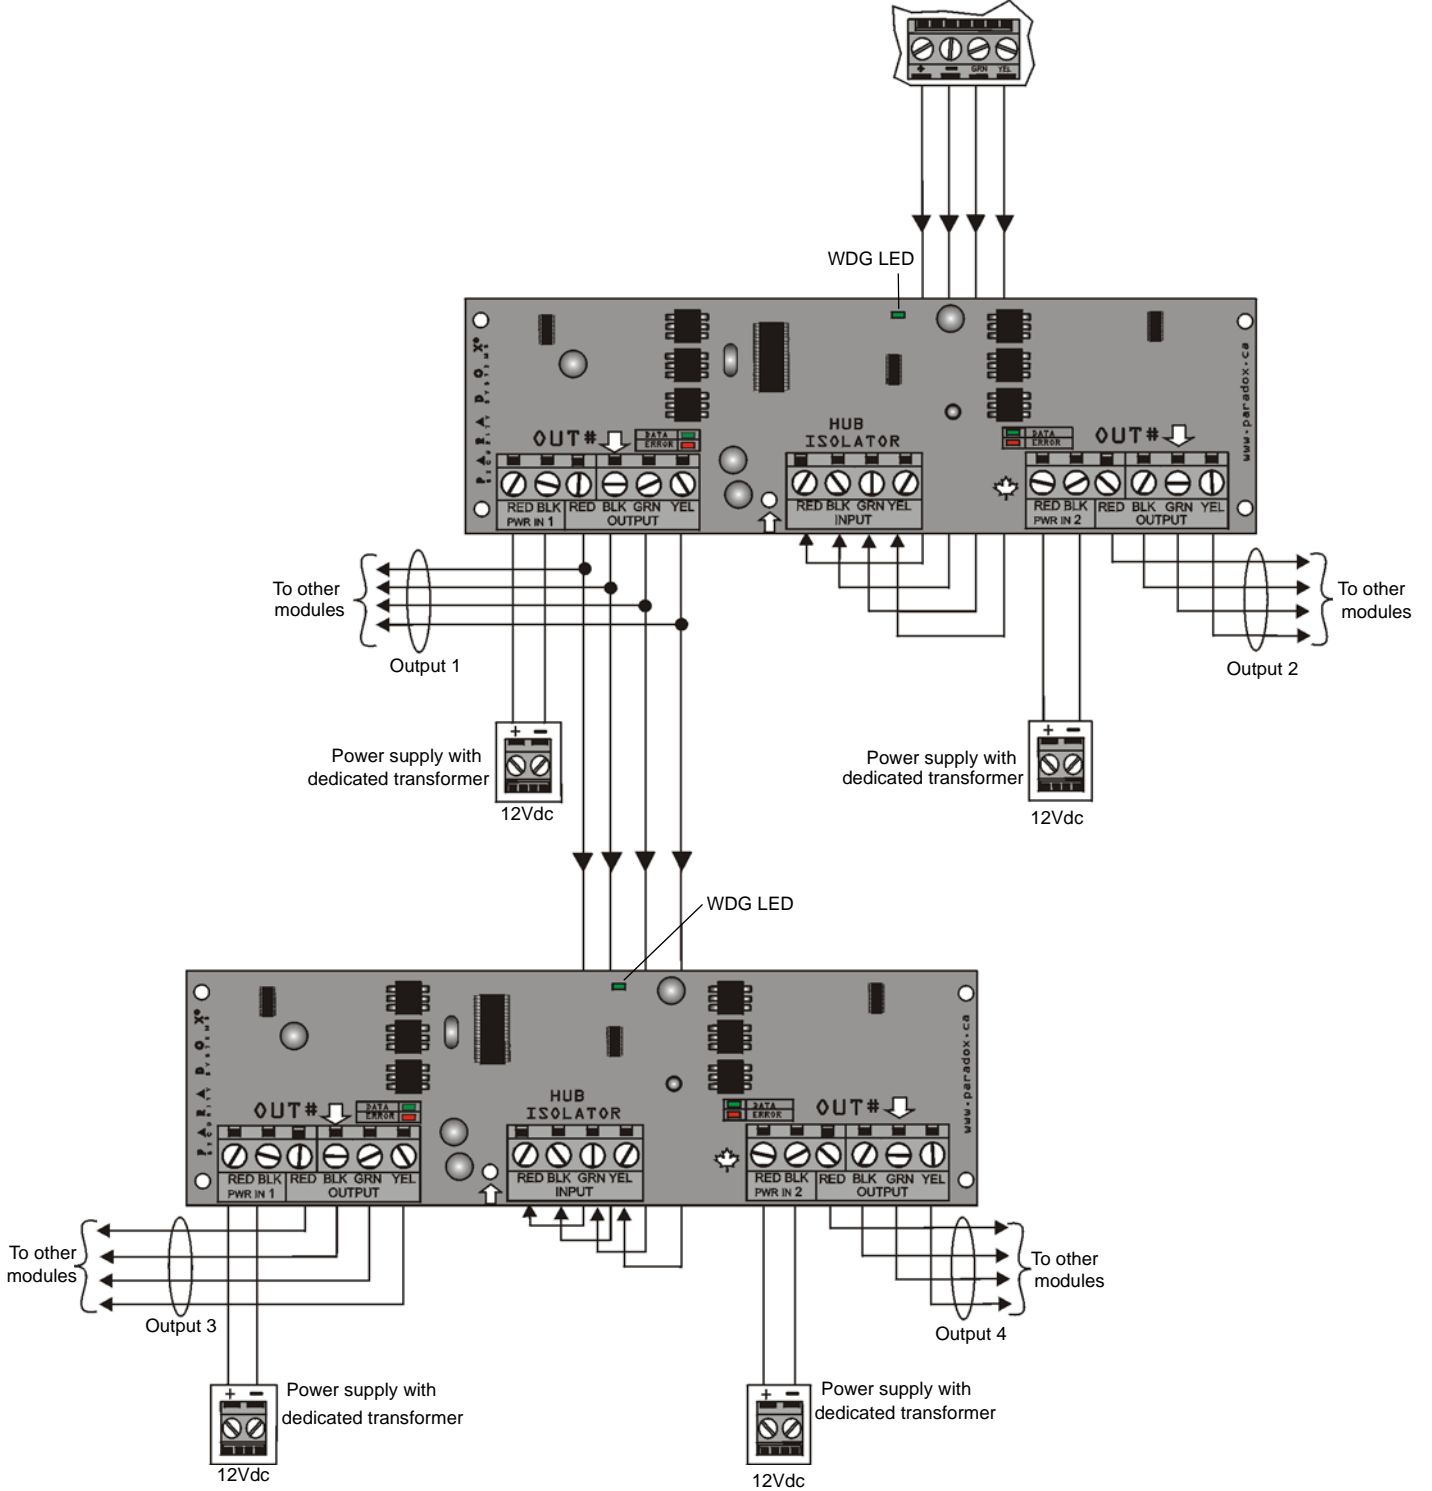 + − GRN YEL
WDG LED
PARADOX®
SECURITY SYSTEMS
www.paradox.ca
OUT#
DATA
ERROR
HUB
ISOLATOR
DATA
ERROR
OUT#
RED BLK RED BLK GRN YEL
PWR IN 1 OUTPUT
RED BLK GRN YEL
INPUT
RED BLK RED BLK GRN YEL
PWR IN 2 OUTPUT
To other
modules
Output 1
To other
modules
Output 2
+ −
Power supply with
dedicated transformer
12Vdc
+ −
Power supply with
dedicated transformer
12Vdc
WDG LED
PARADOX®
SECURITY SYSTEMS
www.paradox.ca
OUT#
DATA
ERROR
HUB
ISOLATOR
DATA
ERROR
OUT#
RED BLK RED BLK GRN YEL
PWR IN 1 OUTPUT
RED BLK GRN YEL
INPUT
RED BLK RED BLK GRN YEL
PWR IN 2 OUTPUT
To other
modules
Output 3
To other
modules
Output 4
+ −
Power supply with
dedicated transformer
12Vdc
+ −
Power supply with
dedicated transformer
12Vdc